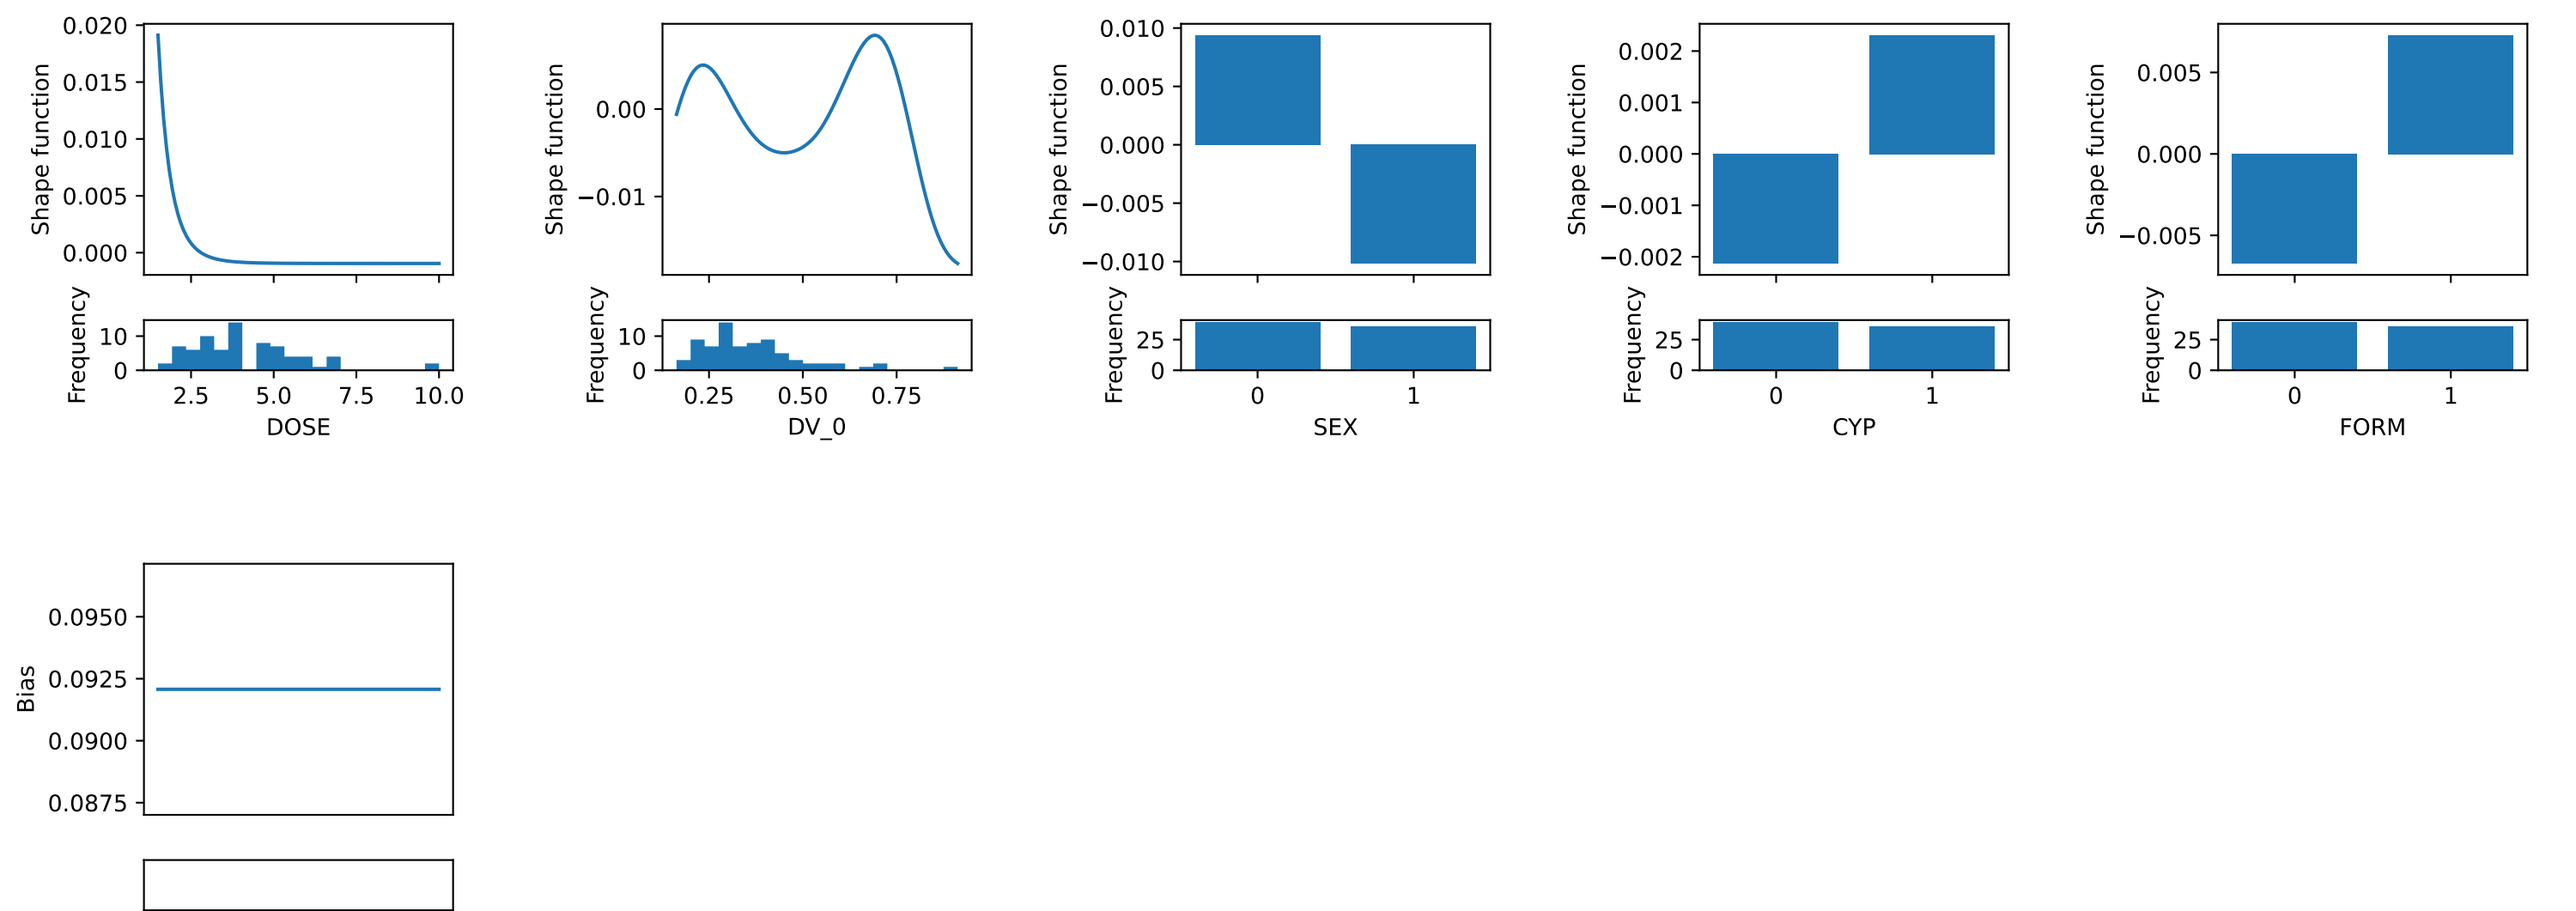 Shape function
0.020
0.015
0.010
0.005
0.000
Frequency
10
0
2.5 5.0 7.5 10.0
DOSE
Shape function
0.00
−0.01
Frequency
10
0
0.25 0.50 0.75
DV_0
Shape function
0.010
0.005
0.000
−0.005
−0.010
Frequency
25
0
0 1
SEX
Shape function
0.002
0.001
0.000
−0.001
−0.002
Frequency
25
0
0 1
CYP
Shape function
0.005
0.000
−0.005
Frequency
25
0
0 1
FORM
Bias
0.0950
0.0925
0.0900
0.0875